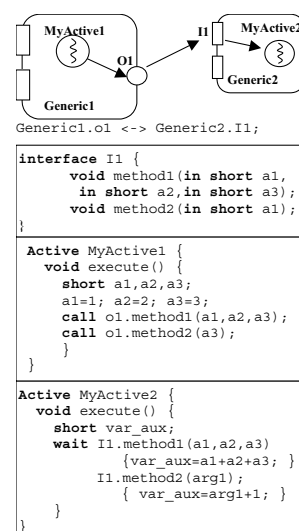 MyActive1
O1
I1
MyActive2
Generic1
Generic2
Generic1.o1 <-> Generic2.I1;
interface I1 {
void method1(in short a1,
in short a2,in short a3);
void method2(in short a1);
}
Active MyActive1 {
void execute() {
short a1,a2,a3;
a1=1; a2=2; a3=3;
call o1.method1(a1,a2,a3);
call o1.method2(a3);
}
}
Active MyActive2 {
void execute() {
short var_aux;
wait I1.method1(a1,a2,a3)
{var_aux=a1+a2+a3; }
I1.method2(arg1);
{ var_aux=arg1+1; }
}
}